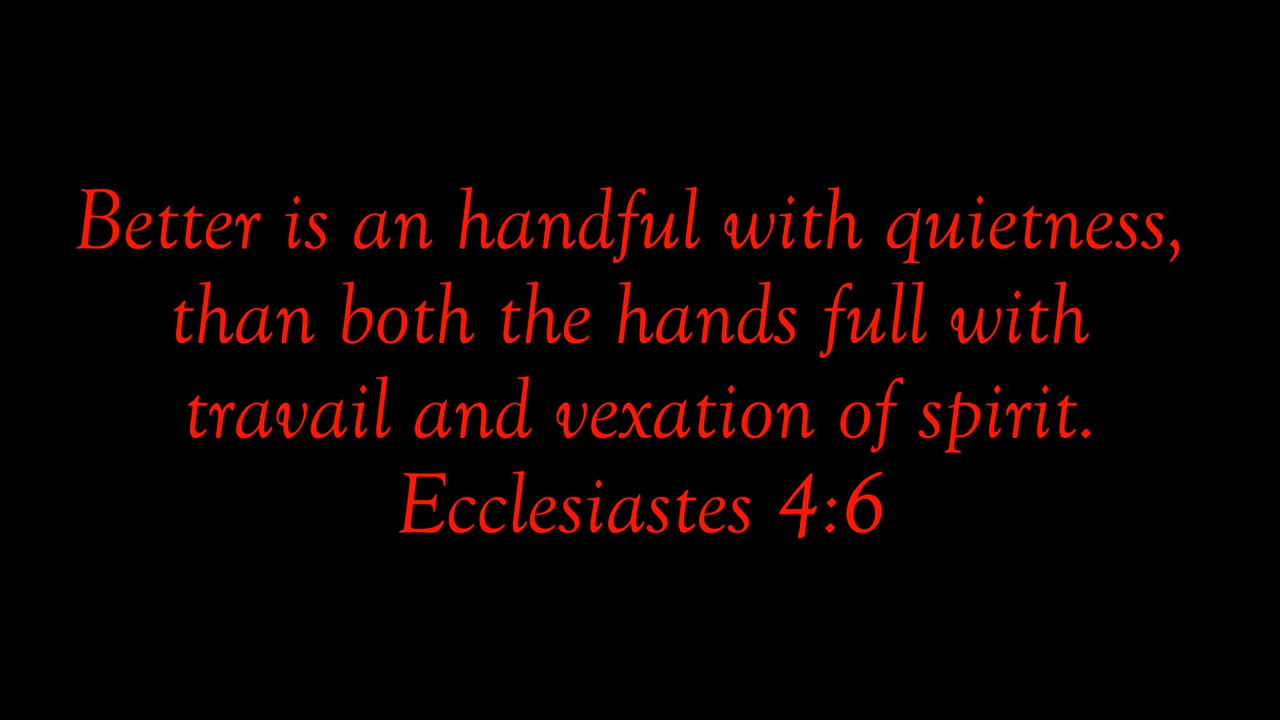 Better is an handful with quietness,
than both the hands full with
travail and vexation of spirit.
Ecclesiastes 4:6